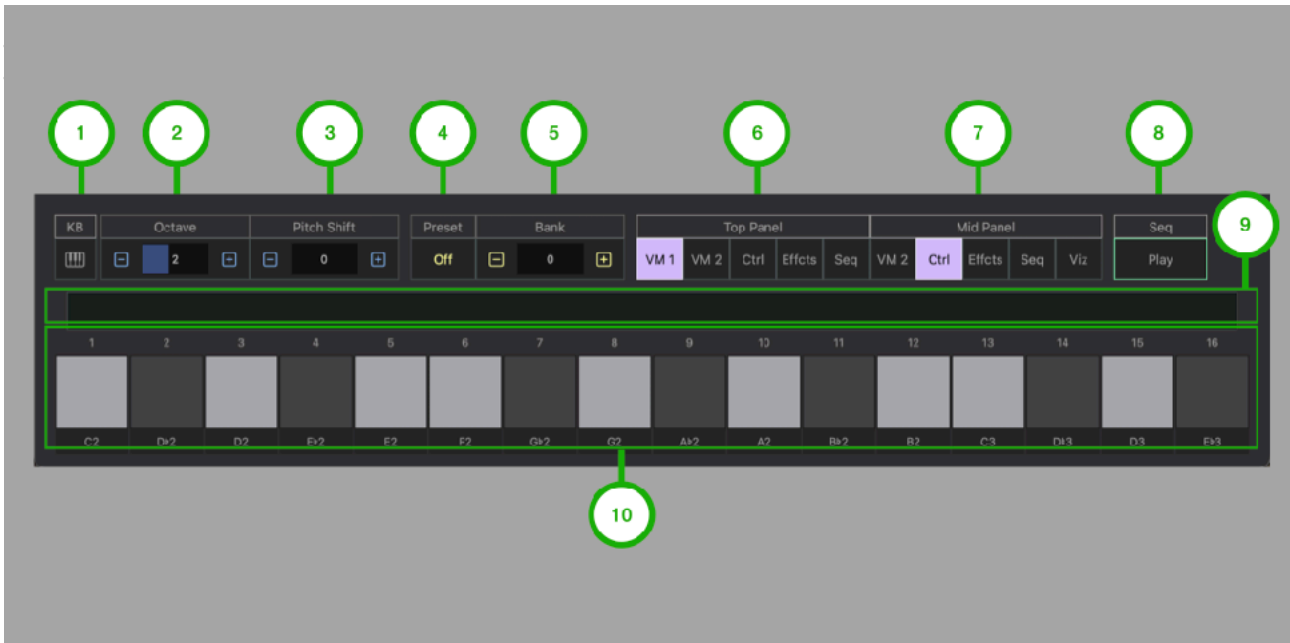 1 2 3 4 5 6 7 8
9
KB Octave Pitch Shift Preset Bank Top Panel Mid Panel Seq
2 0 Off 0 VM 1 VM 2 Ctrl Effcts Seq VM 2 Ctrl Effcts Seq Viz Play
1 2 3 4 5 6 7 8 9 10 11 12 13 14 15 16
C2 D♭2 D2 E♭2 E2 F2 G♭2 G2 A♭2 A2 B♭2 B2 C3 D♭3 D3 E♭3
10